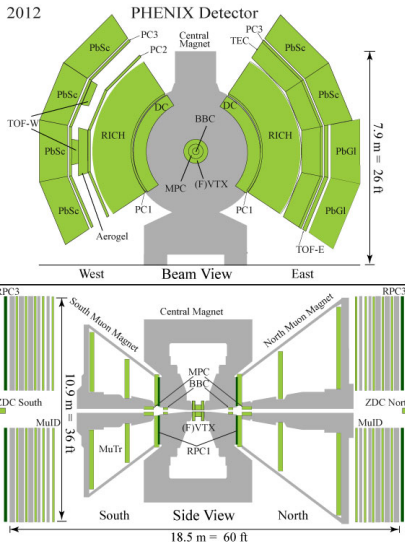 2012
PHENIX Detector
Central
Magnet
PC3
PC2
PbSc
PbSc
PbSc
PbSc
TOF-W
RICH
DC
BBC
MPC
(F)VTX
Aerogel
PC1
PC3
TEC
PbSc
PbSc
DC
RICH
PbGl
PbGl
PC1
TOF-E
7.9 m = 26 ft
West
Beam View
East
RPC3
South Muon Magnet
Central Magnet
North Muon Magnet
RPC3
10.9 m = 36 ft
MPC
BBC
ZDC South
ZDC North
(F)VTX
MuID
MuID
MuTr
RPC1
South
Side View
North
18.5 m = 60 ft